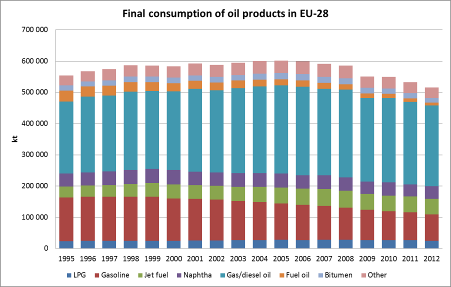 Final consumption of oil products in EU-28
700 000
600 000
500 000
400 000
300 000
200 000
100 000
0
kt
1995 1996 1997 1998 1999 2000 2001 2002 2003 2004 2005 2006 2007 2008 2009 2010 2011 2012
LPG Gasoline Jet fuel Naphtha Gas/diesel oil Fuel oil Bitumen Other